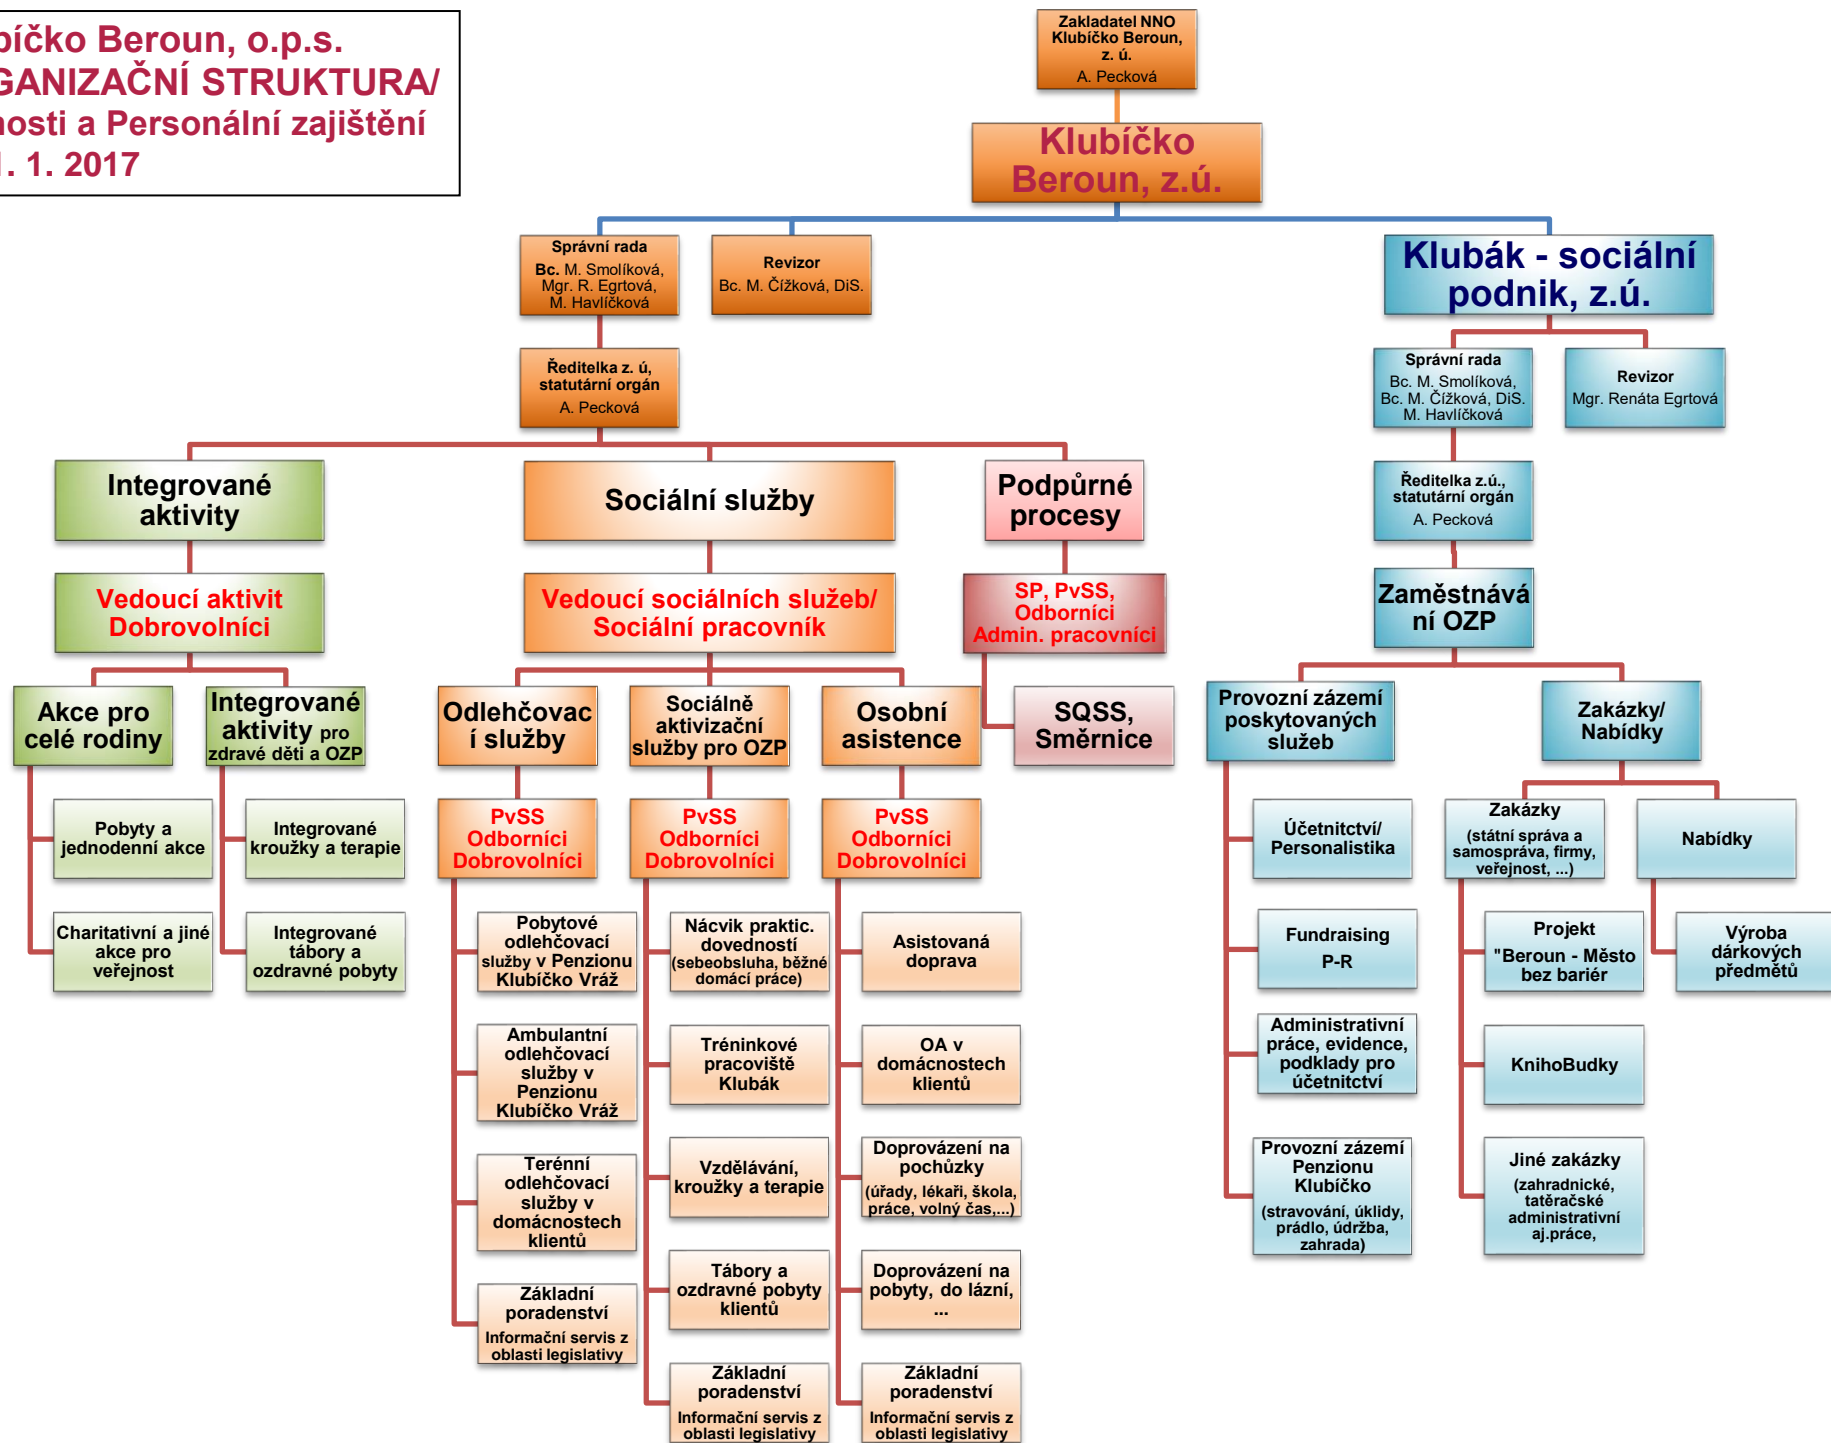 bíčko Beroun, o.p.s.
GANIZAČNÍ STRUKTURA/
nosti a Personální zajištění
1. 1. 2017
Zakladatel NNO
Klubíčko Beroun,
z. ú.
A. Pecková
Klubíčko
Beroun, z.ú.
Správní rada
Bc. M. Smolíková,
Mgr. R. Egrtová,
M. Havlíčková
Revizor
Bc. M. Čížková, DiS.
Klubák - sociální
podnik, z.ú.
Ředitelka z. ú,
statutární orgán
A. Pecková
Správní rada
Bc. M. Smolíková,
Bc. M. Čížková, DiS.
M. Havlíčková
Revizor
Mgr. Renáta Egrtová
Integrované
aktivity
Sociální služby
Podpůrné
procesy
Ředitelka z.ú.,
statutární orgán
A. Pecková
Vedoucí aktivit
Dobrovolníci
Vedoucí sociálních služeb/
Sociální pracovník
SP, PvSS,
Odborníci
Admin. pracovníci
Zaměstnává
ní OZP
Akce pro
celé rodiny
Integrované
aktivity pro
zdravé děti a OZP
Odlehčovac
í služby
Sociálně
aktivizační
služby pro OZP
Osobní
asistence
SQSS,
Směrnice
Provozní zázemí
poskytovaných
služeb
Zakázky/
Nabídky
Pobyty a
jednodenní akce
Integrované
kroužky a terapie
PvSS
Odborníci
Dobrovolníci
PvSS
Odborníci
Dobrovolníci
PvSS
Odborníci
Dobrovolníci
Účetnitctví/
Personalistika
Zakázky
(státní správa a
samospráva, firmy,
veřejnost, ...)
Nabídky
Charitativní a jiné
akce pro
veřejnost
Integrované
tábory a
ozdravné pobyty
Pobytové
odlehčovací
služby v Penzionu
Klubíčko Vráž
Nácvik praktic.
dovedností
(sebeobsluha, běžné
domácí práce)
Asistovaná
doprava
Fundraising
P-R
Projekt
"Beroun - Město
bez bariér
Výroba
dárkových
předmětů
Ambulantní
odlehčovací
služby v
Penzionu
Klubíčko Vráž
Tréninkové
pracoviště
Klubák
OA v
domácnostech
klientů
Administrativní
práce, evidence,
podklady pro
účetnitctví
KnihoBudky
Terénní
odlehčovací
služby v
domácnostech
klientů
Vzdělávání,
kroužky a terapie
Doprovázení na
pochůzky
(úřady, lékaři, škola,
práce, volný čas,...)
Provozní zázemí
Penzionu
Klubíčko
(stravování, úklidy,
prádlo, údržba,
zahrada)
Jiné zakázky
(zahradnické,
tatěračské
administrativní
aj.práce,
Základní
poradenství
Informační servis z
oblasti legislativy
Tábory a
ozdravné pobyty
klientů
Doprovázení na
pobyty, do lázní,
...
Základní
poradenství
Informační servis z
oblasti legislativy
Základní
poradenství
Informační servis z
oblasti legislativy